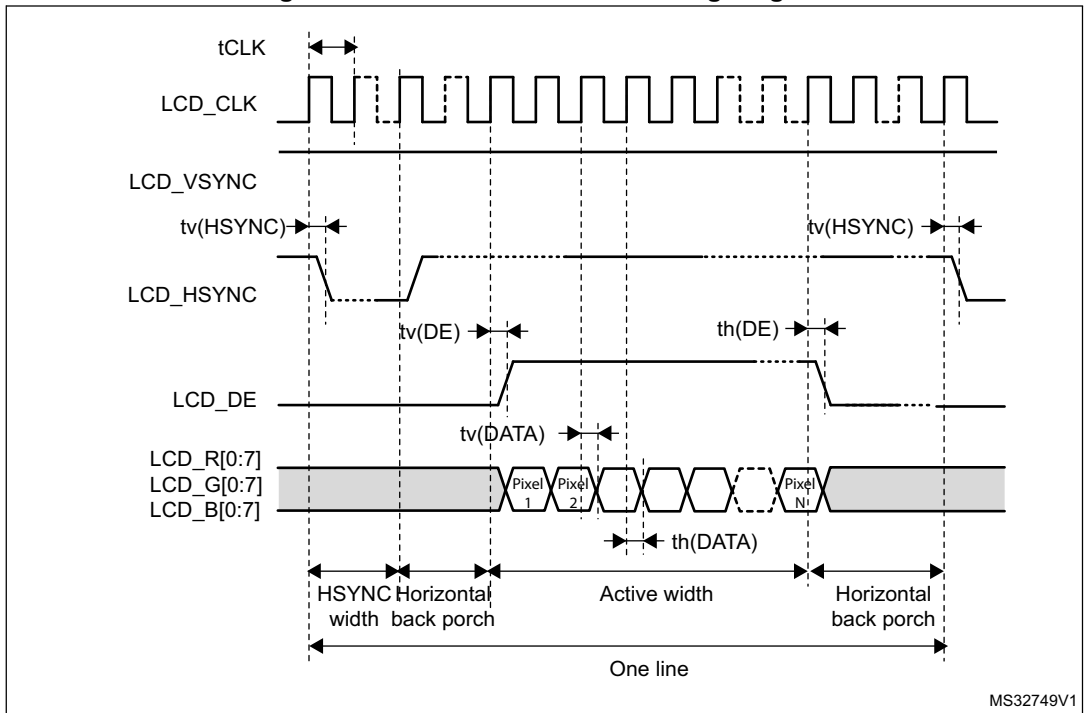 tCLK
LCD_CLK
LCD_VSYNC
tv(HSYNC)
tv(HSYNC)
LCD_HSYNC
tv(DE)
th(DE)
LCD_DE
tv(DATA)
LCD_R[0:7]
LCD_G[0:7]
LCD_B[0:7]
Pixel
1
Pixel
2
Pixel
N
th(DATA)
HSYNC
width
Horizontal
back porch
Active width
Horizontal
back porch
One line
MS32749V1